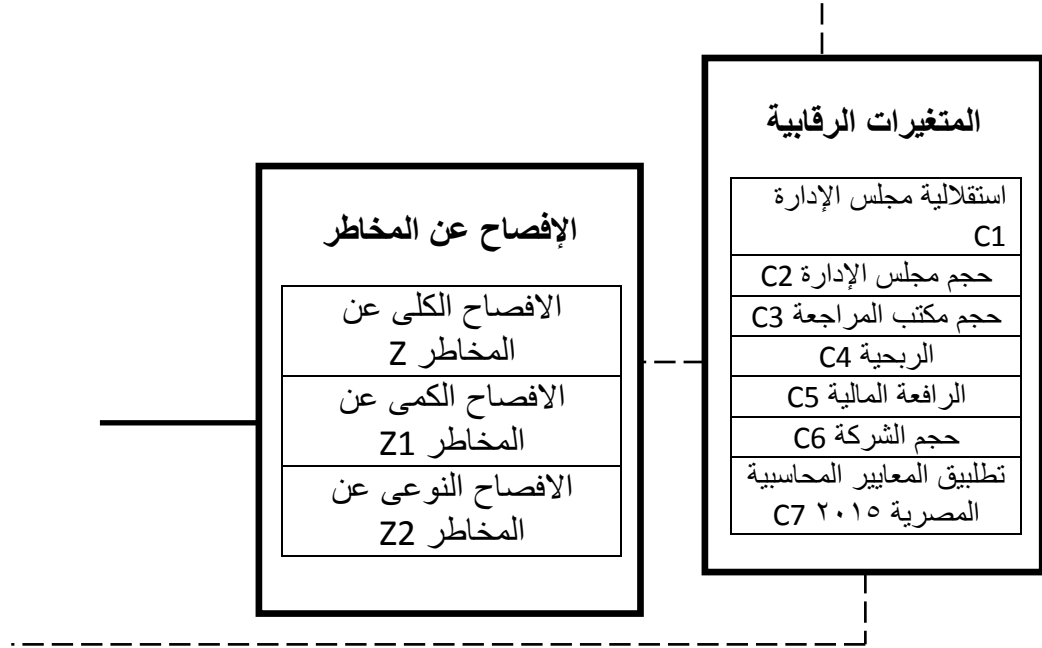 المتغيرات الرقابية
استقلالية مجلس الإدارة
C1
حجم مجلس الإدارة C2
حجم مكتب المراجعة C3
الربحية C4
الرافعة المالية C5
حجم الشركة C6
تطلبيق المعايير المحاسبية
المصرية ٢٠١٥ C7
الإفصاح عن المخاطر
الافصاح الكلى عن
المخاطر Z
الافصاح الكمى عن
المخاطر Z1
الافصاح النوعى عن
المخاطر Z2